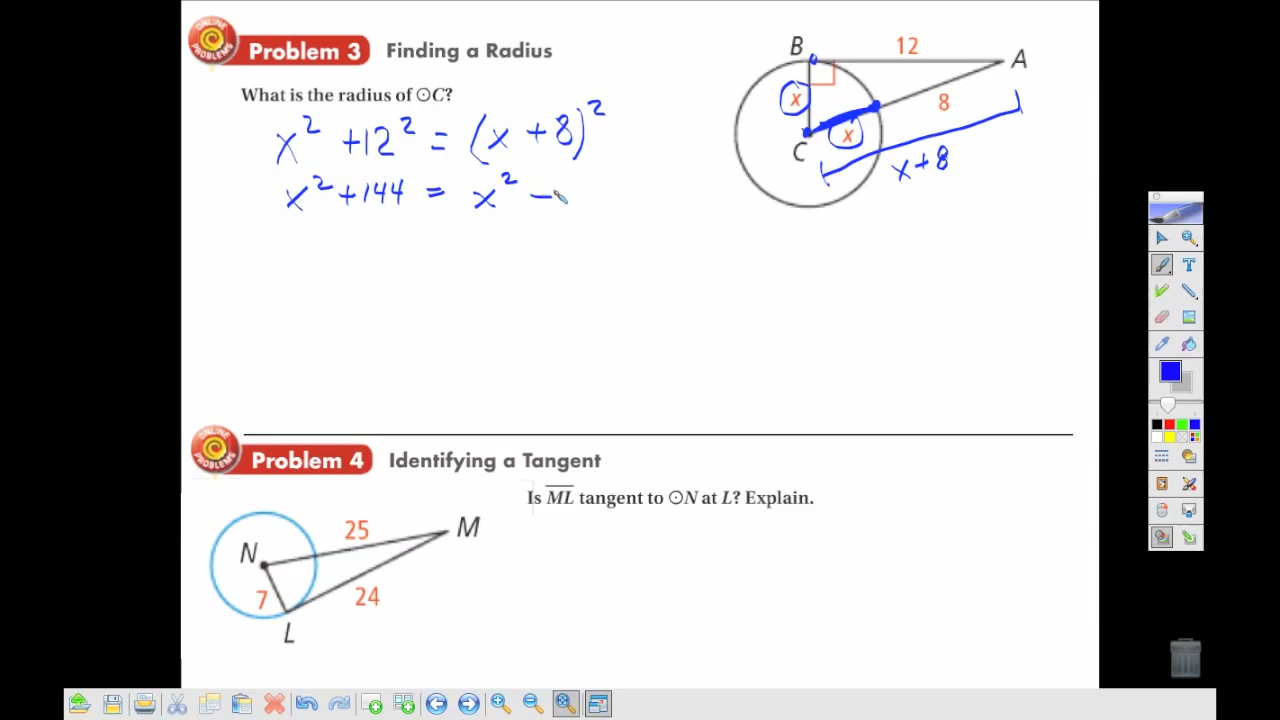 Problem 3 Finding a Radius
What is the radius of ⊙C?
x² + 12² = (x + 8)²
x² + 144 = x² –
B 12 A
x 8
x
C
x + 8
Problem 4 Identifying a Tangent
Is M̅L̅ tangent to ⊙N at L? Explain.
25 M
N
7 24
L
T